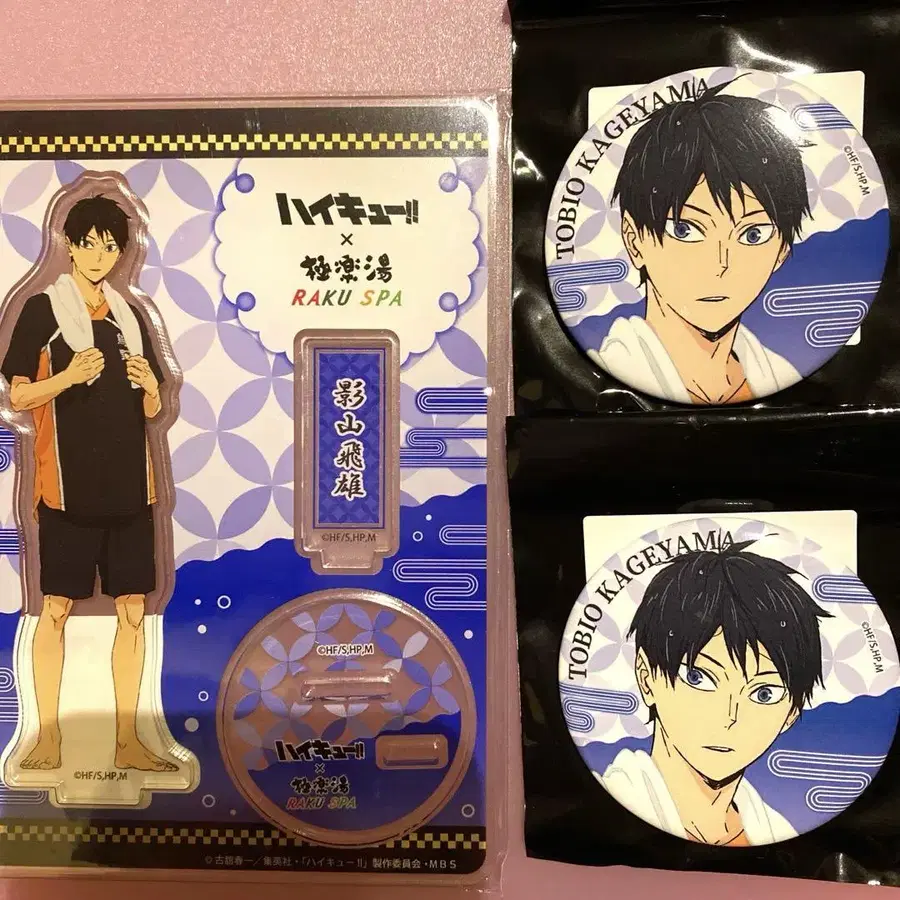 ハイキュー!!
×
極楽湯
RAKU SPA
影山飛雄
©HF/S,HP,M
©HF/S,HP,M
ハイキュー!!
×
極楽湯
RAKU SPA
©HF/S,HP,M
©古舘春一／集英社・「ハイキュー!!」製作委員会・MBS
TOBIO KAGEYAMA
©HF/S,HP,M
TOBIO KAGEYAMA
©HF/S,HP,M